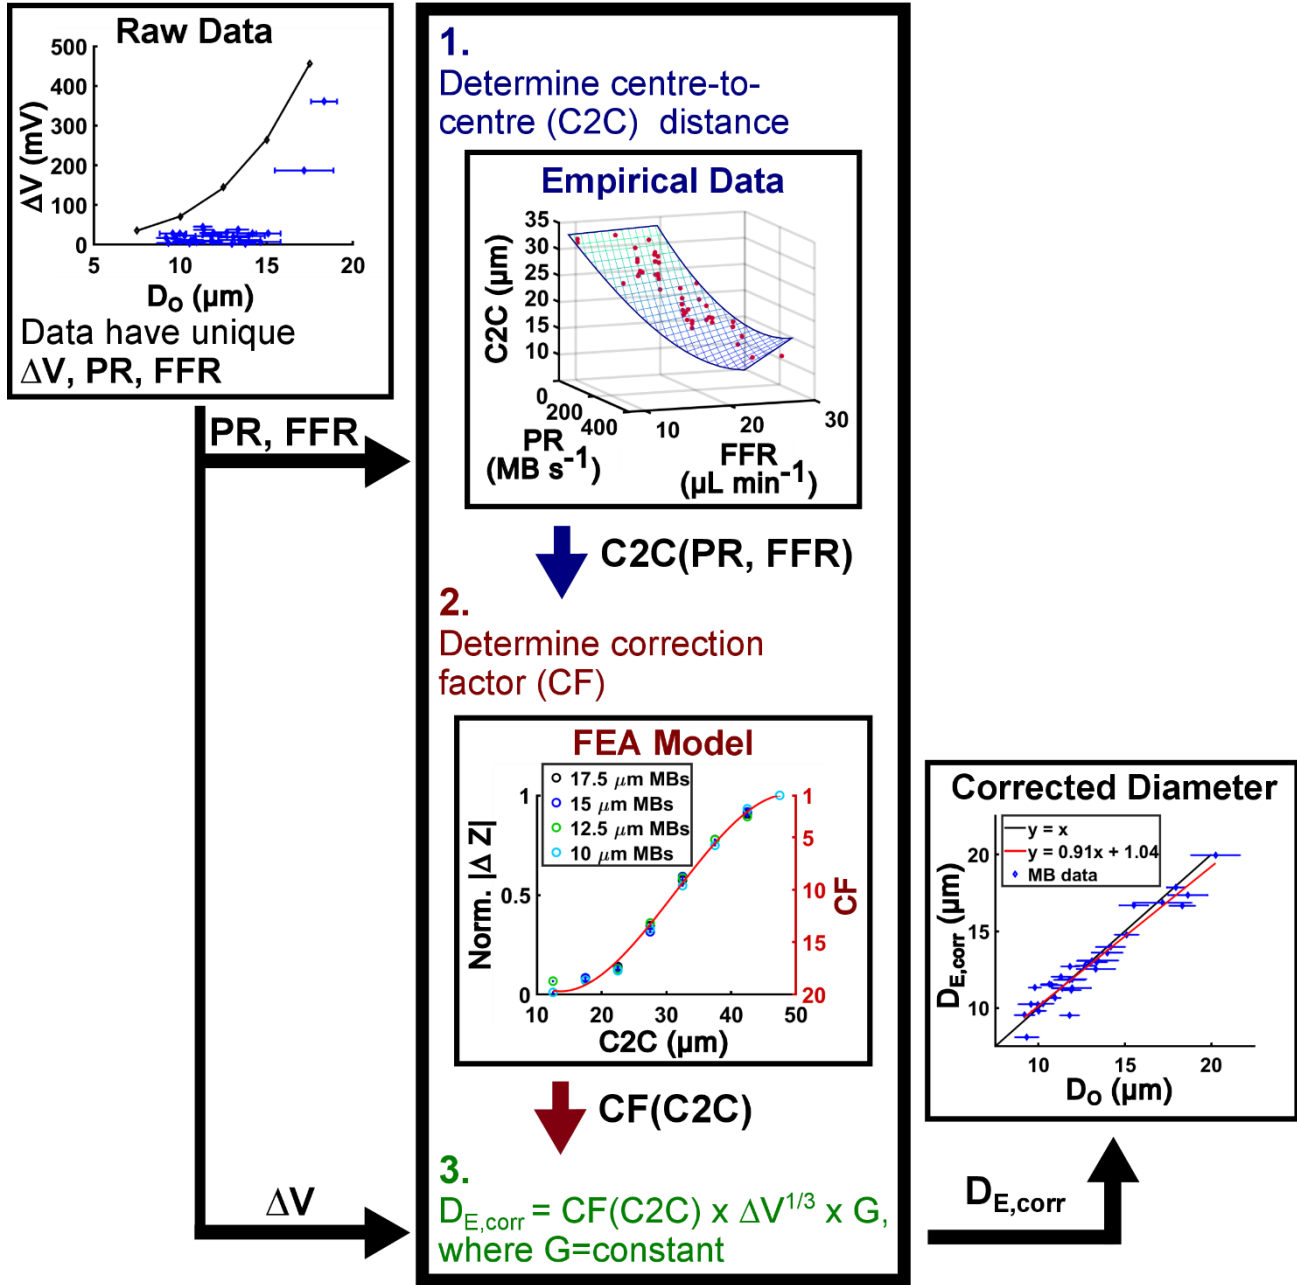 Raw Data
500
400
300
200
100
0
ΔV (mV)
5 10 15 20
D_O (µm)
Data have unique
ΔV, PR, FFR
PR, FFR
ΔV
1.
Determine centre-to-
centre (C2C) distance
Empirical Data
35
30
25
20
15
10
C2C (µm)
0
200
400
PR
(MB s⁻¹)
10
20
30
FFR
(µL min⁻¹)
C2C(PR, FFR)
2.
Determine correction
factor (CF)
FEA Model
17.5 µm MBs
15 µm MBs
12.5 µm MBs
10 µm MBs
1
0.5
0
Norm. |Δ Z|
1
5
10
15
20
CF
10 20 30 40 50
C2C (µm)
CF(C2C)
3.
D_E,corr = CF(C2C) x ΔV^1/3 x G,
where G=constant
D_E,corr
Corrected Diameter
y = x
y = 0.91x + 1.04
MB data
20
15
10
D_E,corr (µm)
10 15 20
D_O (µm)